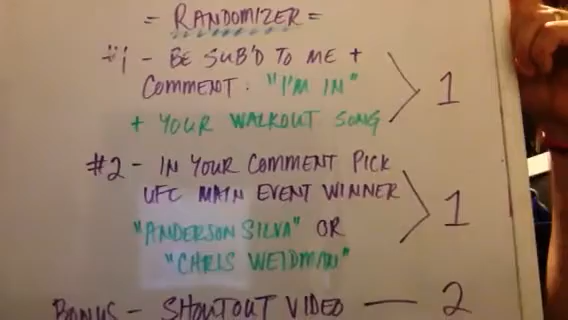 = RANDOMIZER =
#1 - BE SUB'D TO ME +
COMMENT: "I'M IN"
+ YOUR WALKOUT SONG
1
#2 - IN YOUR COMMENT PICK
UFC MAIN EVENT WINNER
"ANDERSON SILVA" OR
"CHRIS WEIDMAN"
1
BONUS - SHOUTOUT VIDEO — 2